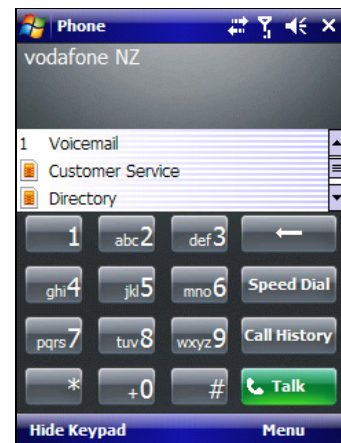 Phone
vodafone NZ
1 Voicemail
Customer Service
Directory
1 abc2 def3
ghi4 jkl5 mno6 Speed Dial
pqrs7 tuv8 wxyz9 Call History
* +0 # Talk
Hide Keypad Menu